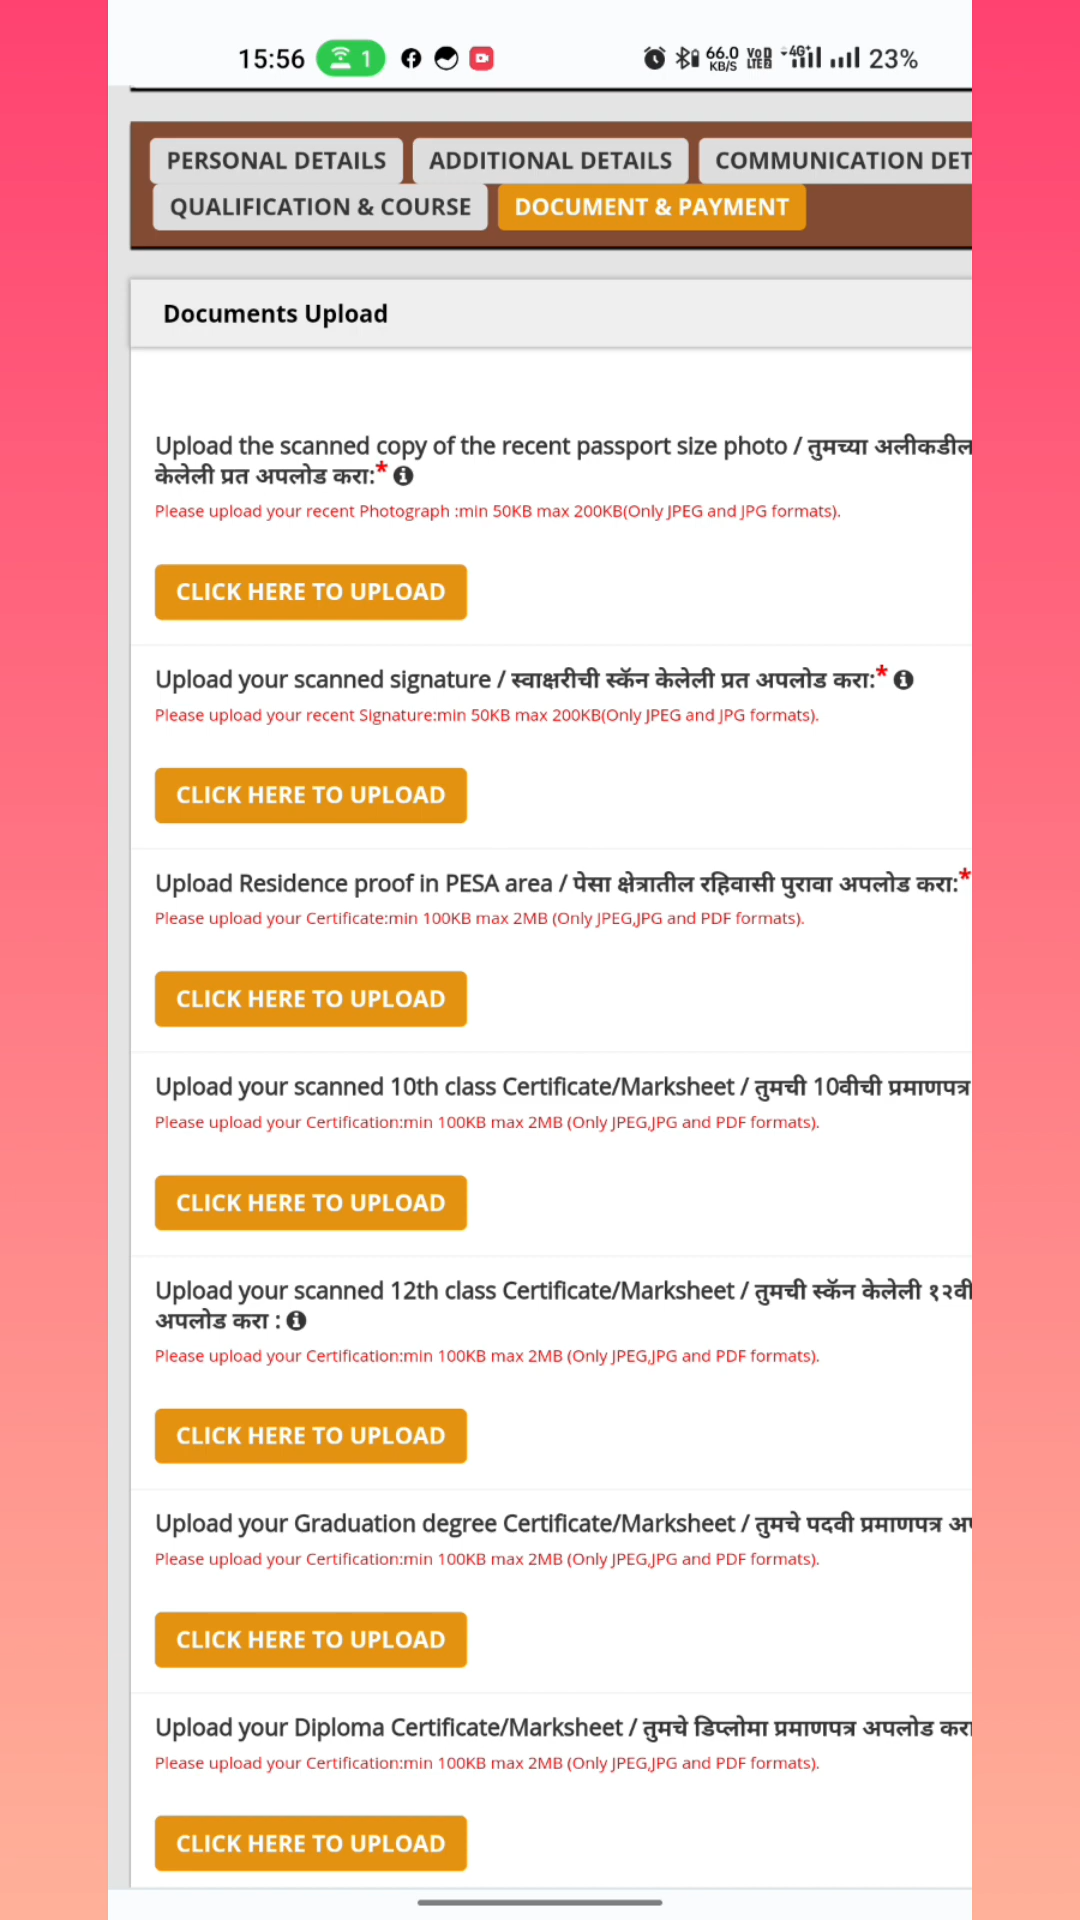 15:56 1 66.0 KB/S VoD LTE2 4G+ 23%
PERSONAL DETAILS ADDITIONAL DETAILS COMMUNICATION DET
QUALIFICATION & COURSE DOCUMENT & PAYMENT
Documents Upload
Upload the scanned copy of the recent passport size photo / तुमच्या अलीकडील
केलेली प्रत अपलोड करा:*
Please upload your recent Photograph :min 50KB max 200KB(Only JPEG and JPG formats).
CLICK HERE TO UPLOAD
Upload your scanned signature / स्वाक्षरीची स्कॅन केलेली प्रत अपलोड करा:*
Please upload your recent Signature:min 50KB max 200KB(Only JPEG and JPG formats).
CLICK HERE TO UPLOAD
Upload Residence proof in PESA area / पेसा क्षेत्रातील रहिवासी पुरावा अपलोड करा:*
Please upload your Certificate:min 100KB max 2MB (Only JPEG,JPG and PDF formats).
CLICK HERE TO UPLOAD
Upload your scanned 10th class Certificate/Marksheet / तुमची 10वीची प्रमाणपत्र
Please upload your Certification:min 100KB max 2MB (Only JPEG,JPG and PDF formats).
CLICK HERE TO UPLOAD
Upload your scanned 12th class Certificate/Marksheet / तुमची स्कॅन केलेली १२वी
अपलोड करा :
Please upload your Certification:min 100KB max 2MB (Only JPEG,JPG and PDF formats).
CLICK HERE TO UPLOAD
Upload your Graduation degree Certificate/Marksheet / तुमचे पदवी प्रमाणपत्र
Please upload your Certification:min 100KB max 2MB (Only JPEG,JPG and PDF formats).
CLICK HERE TO UPLOAD
Upload your Diploma Certificate/Marksheet / तुमचे डिप्लोमा प्रमाणपत्र अपलोड करा
Please upload your Certification:min 100KB max 2MB (Only JPEG,JPG and PDF formats).
CLICK HERE TO UPLOAD